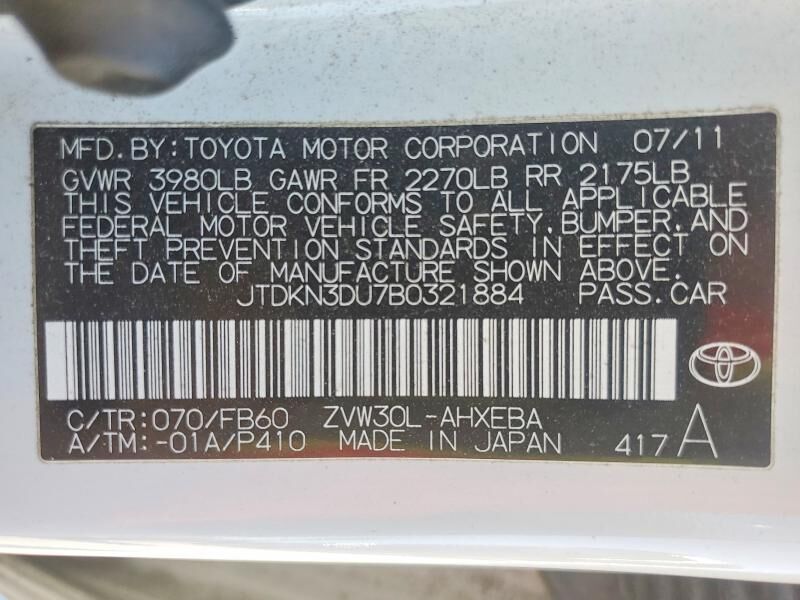 MFD. BY: TOYOTA MOTOR CORPORATION 07/11
GVWR 3980LB GAWR FR 2270LB RR 2175LB
THIS VEHICLE CONFORMS TO ALL APPLICABLE
FEDERAL MOTOR VEHICLE SAFETY, BUMPER, AND
THEFT PREVENTION STANDARDS IN EFFECT ON
THE DATE OF MANUFACTURE SHOWN ABOVE.
JTDKN3DU7B0321884 PASS. CAR
C/TR: 070/FB60 ZVW30L-AHXEBA
A/TM: -01A/P410 MADE IN JAPAN 417 A